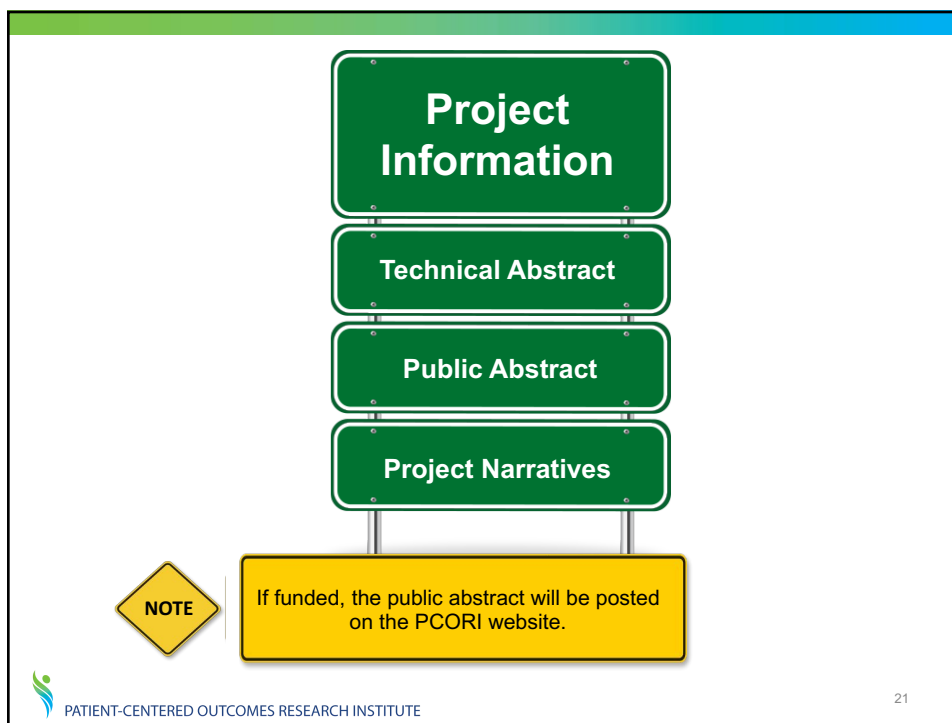 Project
Information
Technical Abstract
Public Abstract
Project Narratives
NOTE
If funded, the public abstract will be posted
on the PCORI website.
PATIENT-CENTERED OUTCOMES RESEARCH INSTITUTE
21